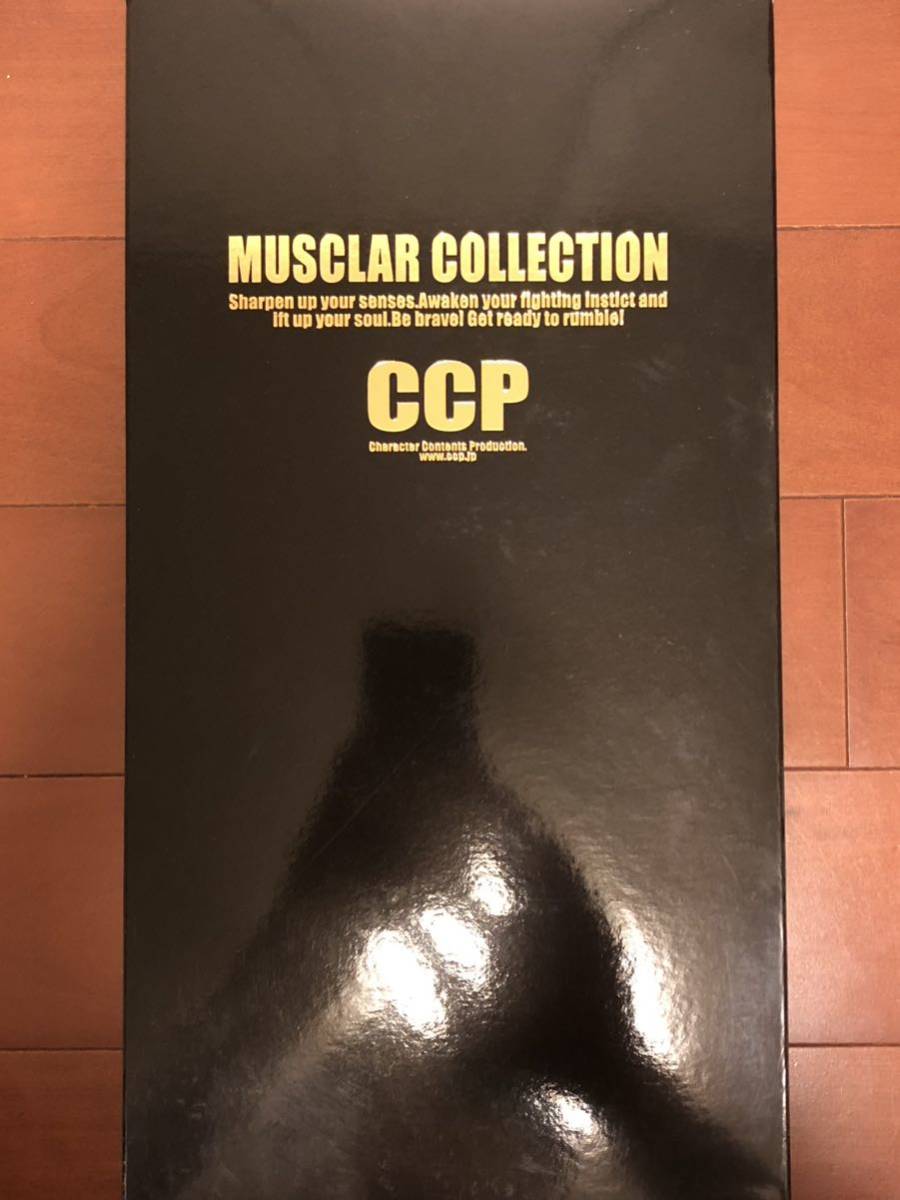 MUSCLAR COLLECTION
Sharpen up your senses.Awaken your fighting instict and
lft up your soul.Be brave! Get ready to rumble!
CCP
Character Contents Production.
www.ccp.jp